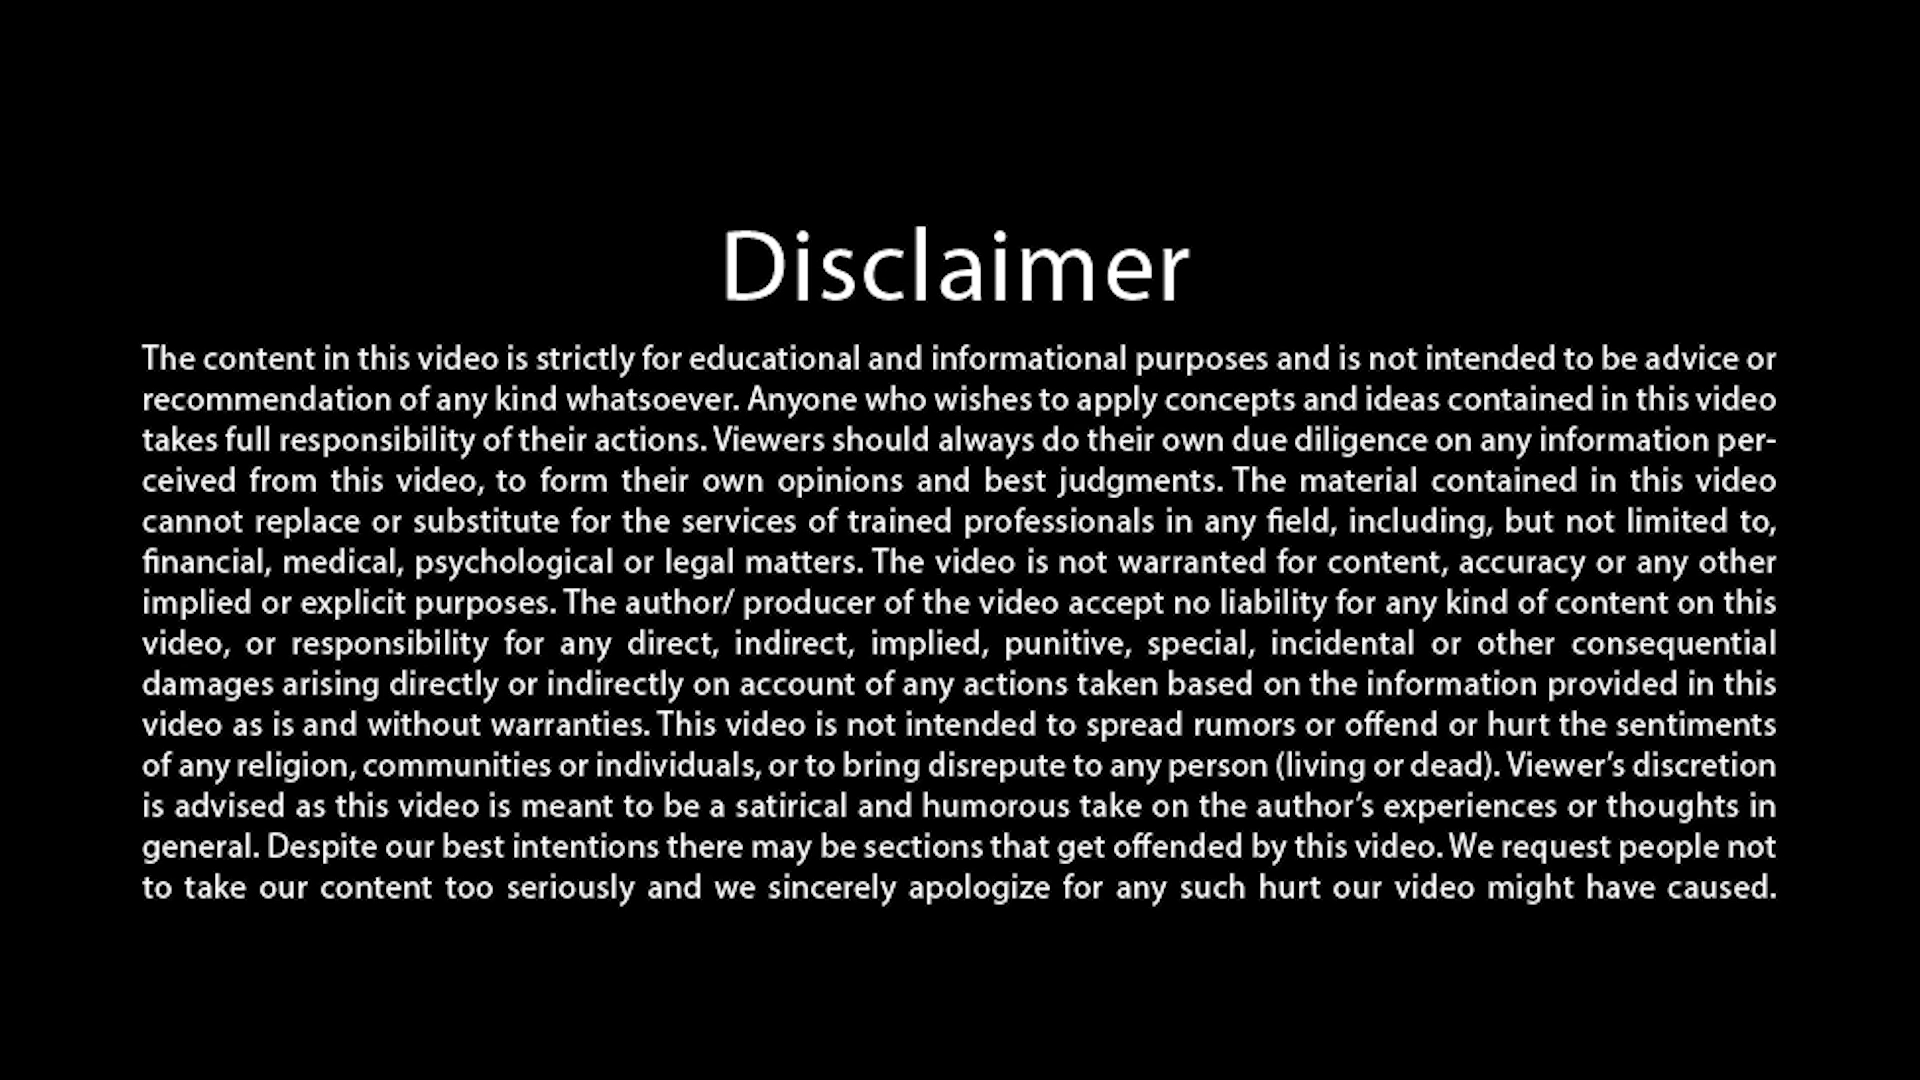 Disclaimer
The content in this video is strictly for educational and informational purposes and is not intended to be advice or
recommendation of any kind whatsoever. Anyone who wishes to apply concepts and ideas contained in this video
takes full responsibility of their actions. Viewers should always do their own due diligence on any information per-
ceived from this video, to form their own opinions and best judgments. The material contained in this video
cannot replace or substitute for the services of trained professionals in any field, including, but not limited to,
financial, medical, psychological or legal matters. The video is not warranted for content, accuracy or any other
implied or explicit purposes. The author/ producer of the video accept no liability for any kind of content on this
video, or responsibility for any direct, indirect, implied, punitive, special, incidental or other consequential
damages arising directly or indirectly on account of any actions taken based on the information provided in this
video as is and without warranties. This video is not intended to spread rumors or offend or hurt the sentiments
of any religion, communities or individuals, or to bring disrepute to any person (living or dead). Viewer’s discretion
is advised as this video is meant to be a satirical and humorous take on the author’s experiences or thoughts in
general. Despite our best intentions there may be sections that get offended by this video. We request people not
to take our content too seriously and we sincerely apologize for any such hurt our video might have caused.